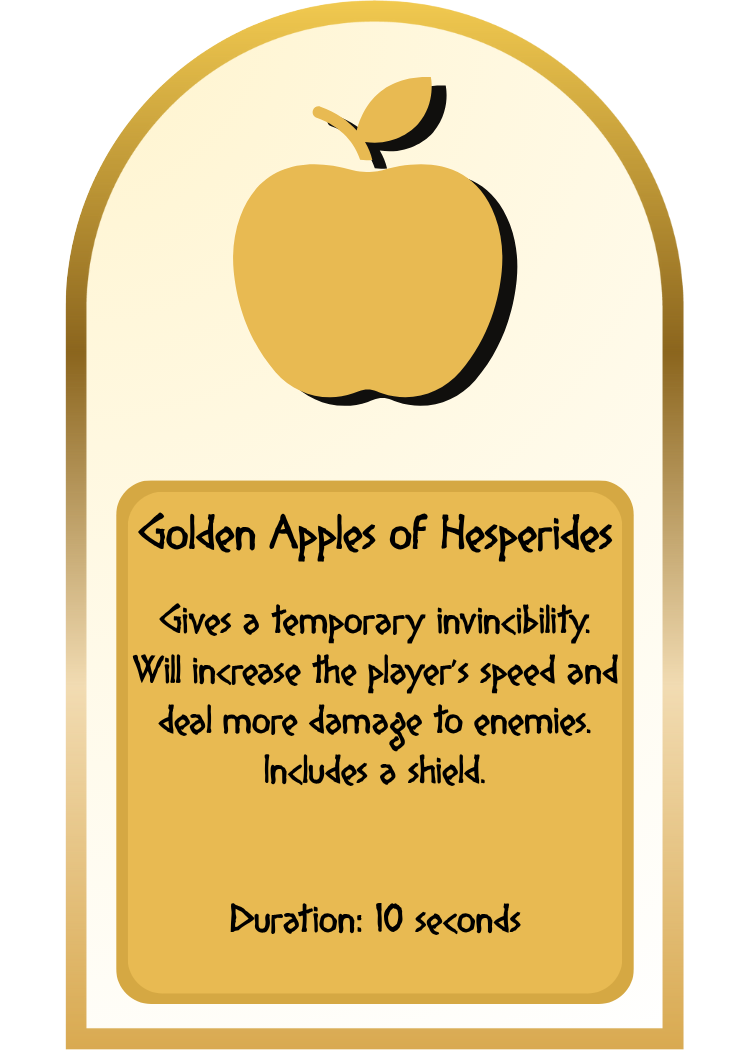 Golden Apples of Hesperides
Gives a temporary invincibility.
Will increase the player's speed and
deal more damage to enemies.
Includes a shield.
Duration: 10 seconds